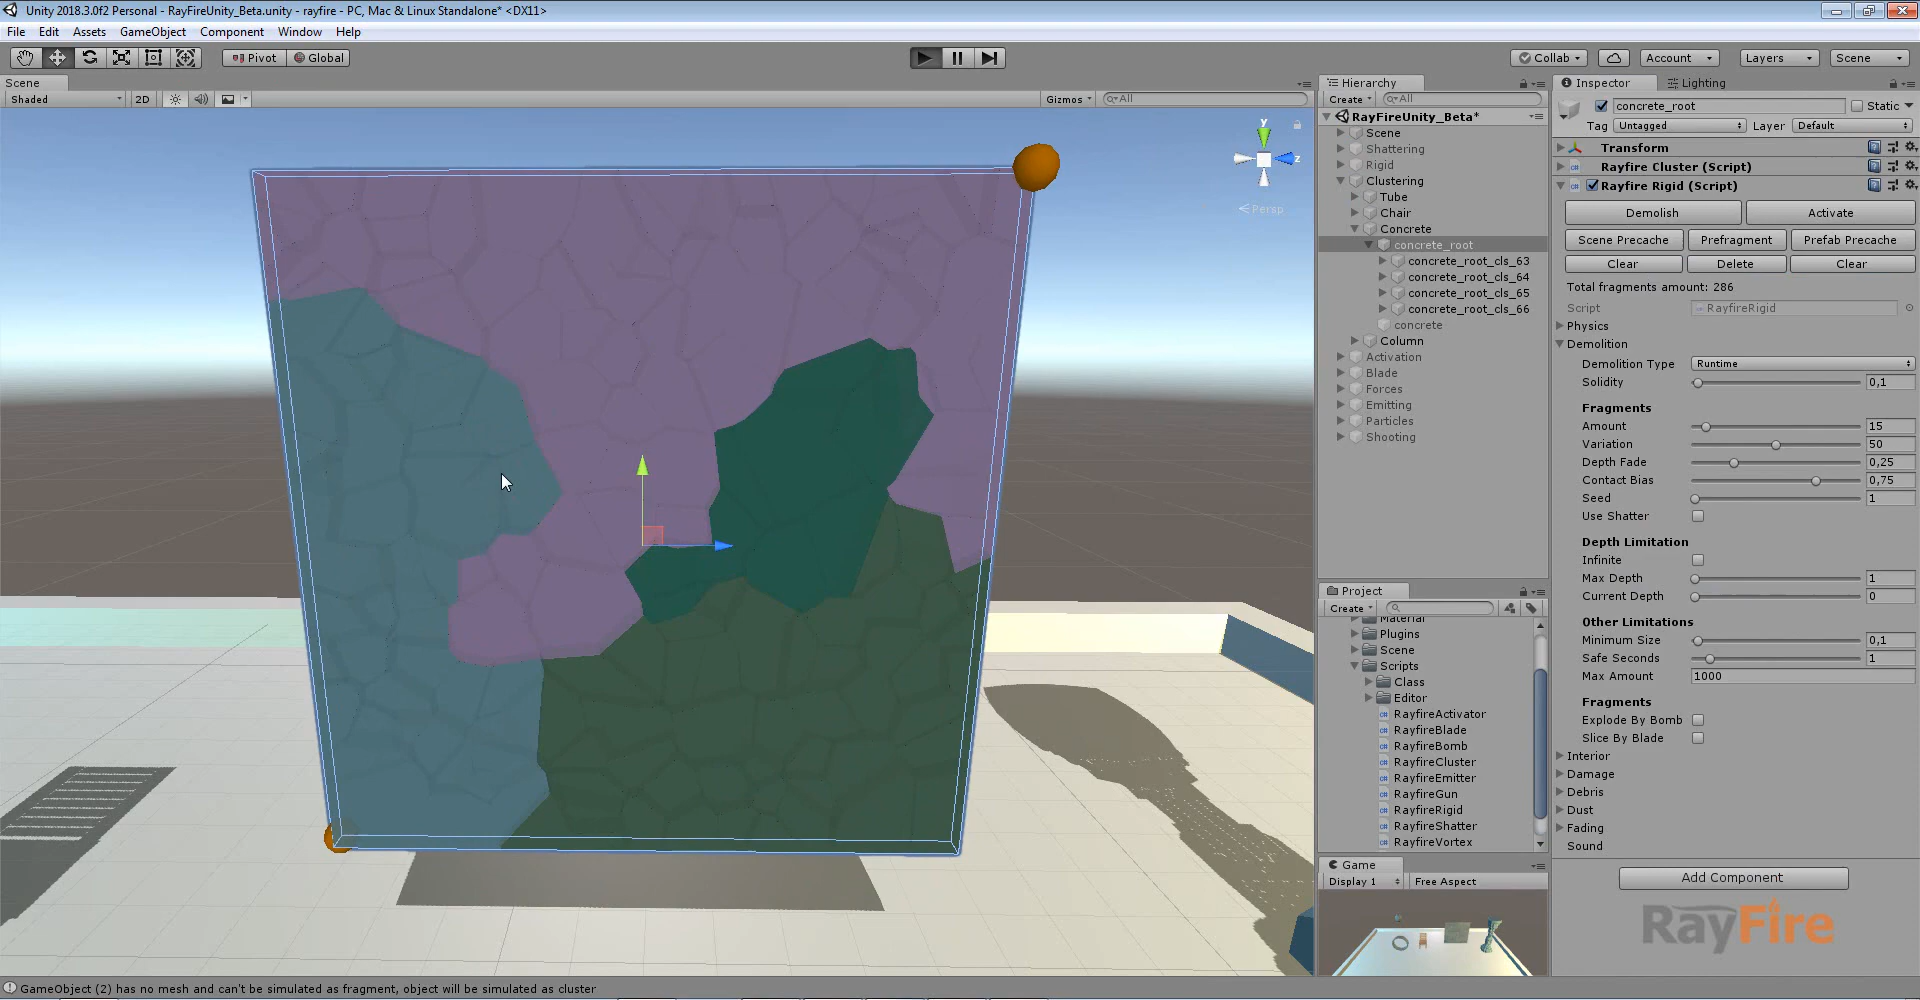 Unity 2018.3.0f2 Personal - RayFireUnity_Beta.unity - rayfire - PC, Mac & Linux Standalone* <DX11>
File Edit Assets GameObject Component Window Help
Pivot Global Collab Account Layers Scene
Scene
Shaded 2D Gizmos All
y
z
Persp
Hierarchy
Create All
RayFireUnity_Beta*
Scene
Shattering
Rigid
Clustering
Tube
Chair
Concrete
concrete_root
concrete_root_cls_63
concrete_root_cls_64
concrete_root_cls_65
concrete_root_cls_66
concrete
Column
Activation
Blade
Forces
Emitting
Particles
Shooting
Project
Create
Material
Plugins
Scene
Scripts
Class
Editor
RayfireActivator
RayfireBlade
RayfireBomb
RayfireCluster
RayfireEmitter
RayfireGun
RayfireRigid
RayfireShatter
RayfireVortex
Game
Display 1 Free Aspect
Inspector Lighting
concrete_root Static
Tag Untagged Layer Default
Transform
Rayfire Cluster (Script)
Rayfire Rigid (Script)
Demolish Activate
Scene Precache Prefragment Prefab Precache
Clear Delete Clear
Total fragments amount: 286
Script RayfireRigid
Physics
Demolition
Demolition Type Runtime
Solidity 0,1
Fragments
Amount 15
Variation 50
Depth Fade 0,25
Contact Bias 0,75
Seed 1
Use Shatter
Depth Limitation
Infinite
Max Depth 1
Current Depth 0
Other Limitations
Minimum Size 0,1
Safe Seconds 1
Max Amount 1000
Fragments
Explode By Bomb
Slice By Blade
Interior
Damage
Debris
Dust
Fading
Sound
Add Component
RayFire
GameObject (2) has no mesh and can't be simulated as fragment, object will be simulated as cluster